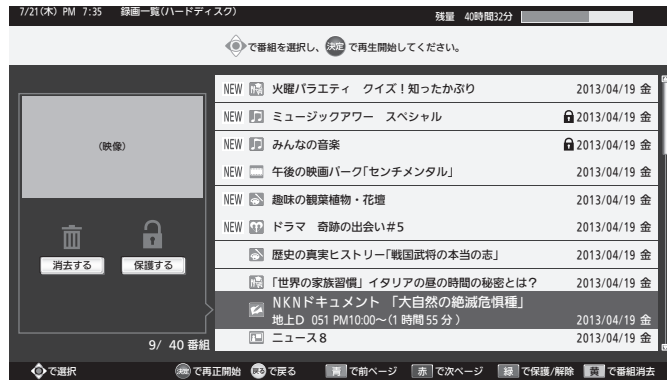 7/21(木) PM 7:35 録画一覧(ハードディスク) 残量 40時間32分
で番組を選択し、決定で再生開始してください。
NEW 火曜バラエティ クイズ!知ったかぶり 2013/04/19 金
NEW ミュージックアワー スペシャル 2013/04/19 金
NEW みんなの音楽 2013/04/19 金
NEW 午後の映画パーク「センチメンタル」 2013/04/19 金
NEW 趣味の観葉植物・花壇 2013/04/19 金
NEW ドラマ 奇跡の出会い#5 2013/04/19 金
歴史の真実ヒストリー「戦国武将の本当の志」 2013/04/19 金
「世界の家族習慣」イタリアの昼の時間の秘密とは? 2013/04/19 金
NKNドキュメント 「大自然の絶滅危惧種」
地上D 051 PM10:00~(1時間55分) 2013/04/19 金
ニュース8 2013/04/19 金
(映像)
消去する 保護する
9/ 40 番組
で選択 決定で再正開始 戻るで戻る 青で前ページ 赤で次ページ 緑で保護/解除 黄で番組消去